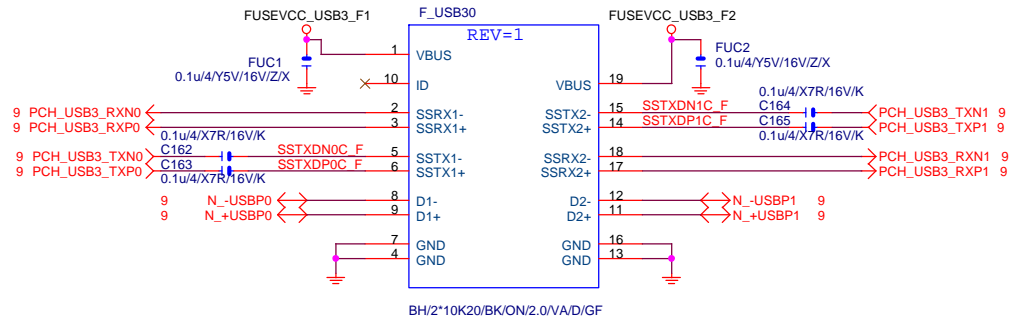 FUSEVCC_USB3_F1
F_USB30
FUSEVCC_USB3_F2
REV=1
FUC1
0.1u/4/Y5V/16V/Z/X
1
VBUS
10
ID
FUC2
0.1u/4/Y5V/16V/Z/X
VBUS
19
9 PCH_USB3_RXN0
2
SSRX1-
9 PCH_USB3_RXP0
3
SSRX1+
0.1u/4/X7R/16V/K
SSTX2-
15
SSTXDN1C_F
C164
PCH_USB3_TXN1 9
SSTX2+
14
SSTXDP1C_F
C165
PCH_USB3_TXP1 9
0.1u/4/X7R/16V/K
0.1u/4/X7R/16V/K
9 PCH_USB3_TXN0
C162
SSTXDN0C_F
5
SSTX1-
9 PCH_USB3_TXP0
C163
SSTXDP0C_F
6
SSTX1+
0.1u/4/X7R/16V/K
SSRX2-
18
PCH_USB3_RXN1 9
SSRX2+
17
PCH_USB3_RXP1 9
9 N_-USBP0
8
D1-
9 N_+USBP0
9
D1+
D2-
12
N_-USBP1 9
D2+
11
N_+USBP1 9
7
GND
4
GND
GND
16
GND
13
BH/2*10K20/BK/ON/2.0/VA/D/GF